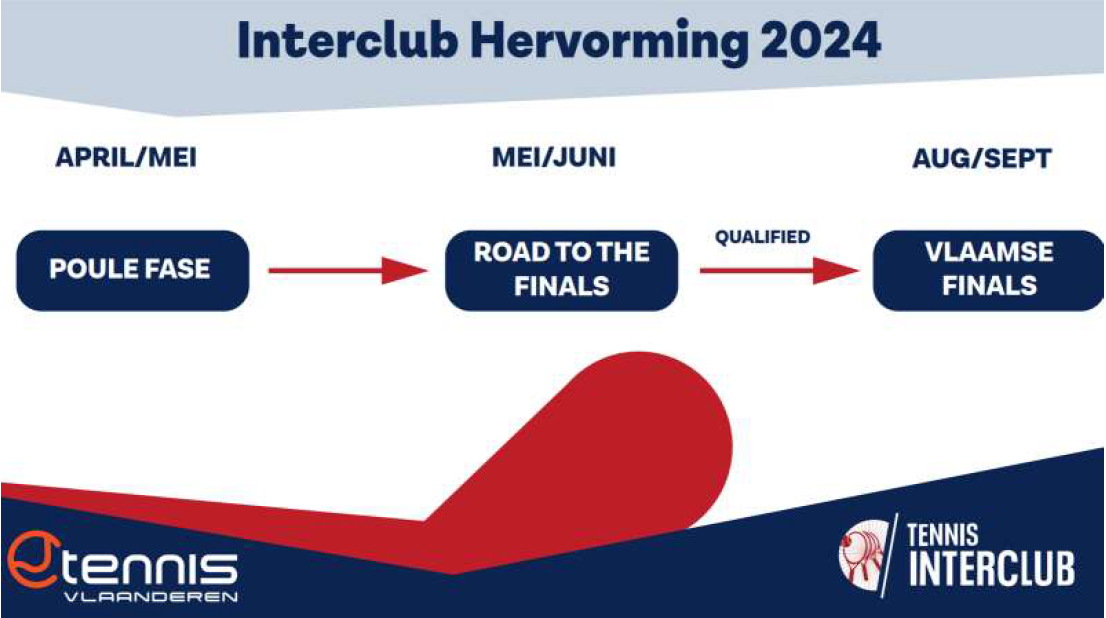 Interclub Hervorming 2024
APRIL/MEI
MEI/JUNI
AUG/SEPT
POULE FASE
ROAD TO THE
FINALS
QUALIFIED
VLAAMSE
FINALS
tennis
VLAANDEREN
TENNIS
INTERCLUB